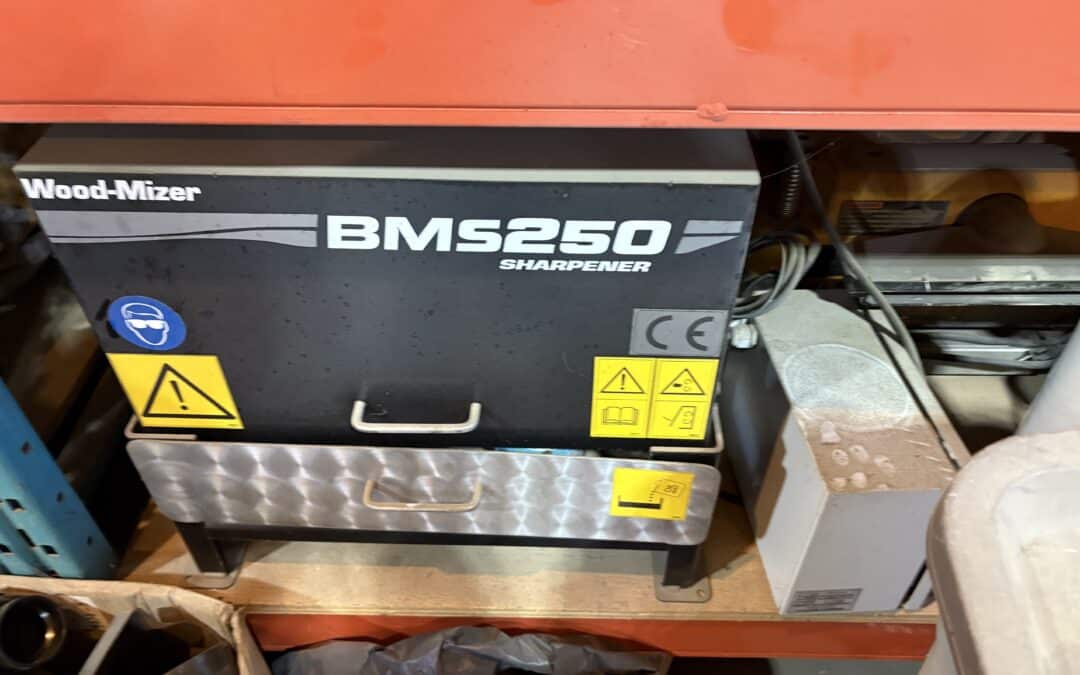 Wood-Mizer
BMS250
SHARPENER
CE